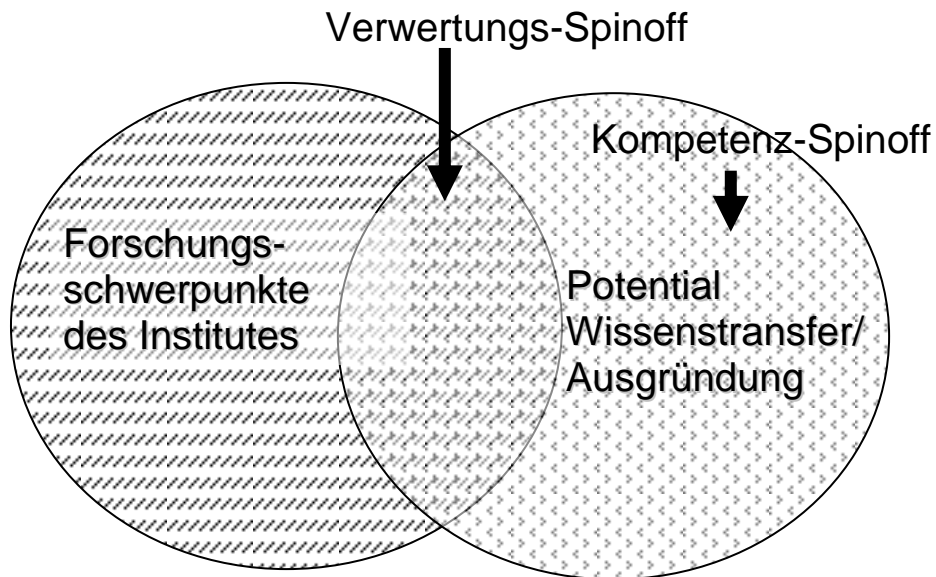 Verwertungs-Spinoff
Kompetenz-Spinoff
Forschungs-
schwerpunkte
des Institutes
Potential
Wissenstransfer/
Ausgründung